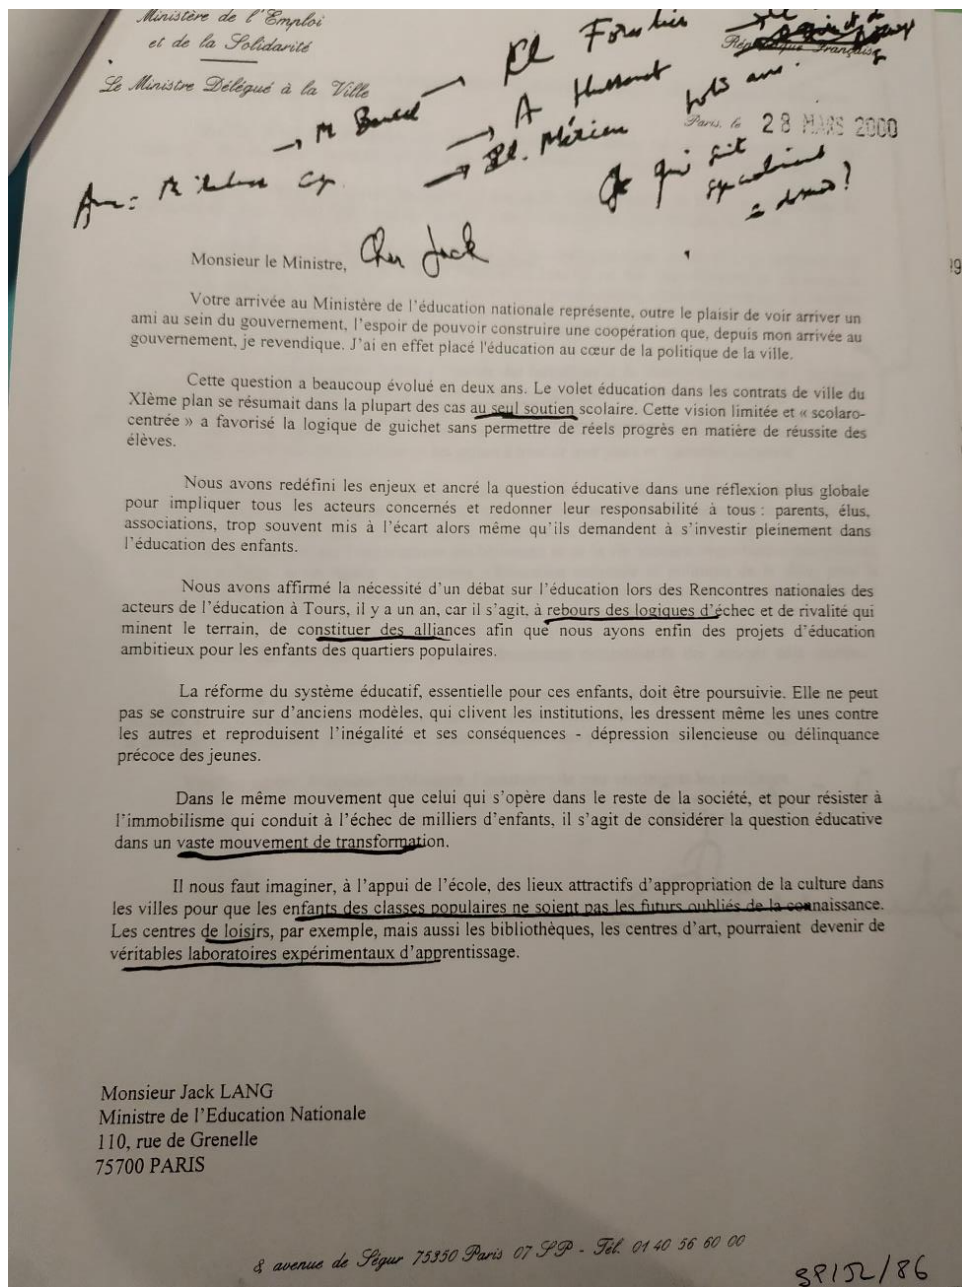 Ministère de l'Emploi
et de la Solidarité
Le Ministre Délégué à la Ville
République Française
Paris, le 28 MARS 2000
→ M
→ A
→ Ph. Mérieu
qui soit
Monsieur le Ministre, Cher Jack
Votre arrivée au Ministère de l'éducation nationale représente, outre le plaisir de voir arriver un
ami au sein du gouvernement, l'espoir de pouvoir construire une coopération que, depuis mon arrivée au
gouvernement, je revendique. J'ai en effet placé l'éducation au cœur de la politique de la ville.
Cette question a beaucoup évolué en deux ans. Le volet éducation dans les contrats de ville du
XIème plan se résumait dans la plupart des cas au seul soutien scolaire. Cette vision limitée et « scolaro-
centrée » a favorisé la logique de guichet sans permettre de réels progrès en matière de réussite des
élèves.
Nous avons redéfini les enjeux et ancré la question éducative dans une réflexion plus globale
pour impliquer tous les acteurs concernés et redonner leur responsabilité à tous : parents, élus,
associations, trop souvent mis à l'écart alors même qu'ils demandent à s'investir pleinement dans
l'éducation des enfants.
Nous avons affirmé la nécessité d'un débat sur l'éducation lors des Rencontres nationales des
acteurs de l'éducation à Tours, il y a un an, car il s'agit, à rebours des logiques d'échec et de rivalité qui
minent le terrain, de constituer des alliances afin que nous ayons enfin des projets d'éducation
ambitieux pour les enfants des quartiers populaires.
La réforme du système éducatif, essentielle pour ces enfants, doit être poursuivie. Elle ne peut
pas se construire sur d'anciens modèles, qui clivent les institutions, les dressent même les unes contre
les autres et reproduisent l'inégalité et ses conséquences - dépression silencieuse ou délinquance
précoce des jeunes.
Dans le même mouvement que celui qui s'opère dans le reste de la société, et pour résister à
l'immobilisme qui conduit à l'échec de milliers d'enfants, il s'agit de considérer la question éducative
dans un vaste mouvement de transformation.
Il nous faut imaginer, à l'appui de l'école, des lieux attractifs d'appropriation de la culture dans
les villes pour que les enfants des classes populaires ne soient pas les futurs oubliés de la connaissance.
Les centres de loisirs, par exemple, mais aussi les bibliothèques, les centres d'art, pourraient devenir de
véritables laboratoires expérimentaux d'apprentissage.
Monsieur Jack LANG
Ministre de l'Education Nationale
110, rue de Grenelle
75700 PARIS
8 avenue de Ségur 75350 Paris 07 SP - Tél. 01 40 56 60 00